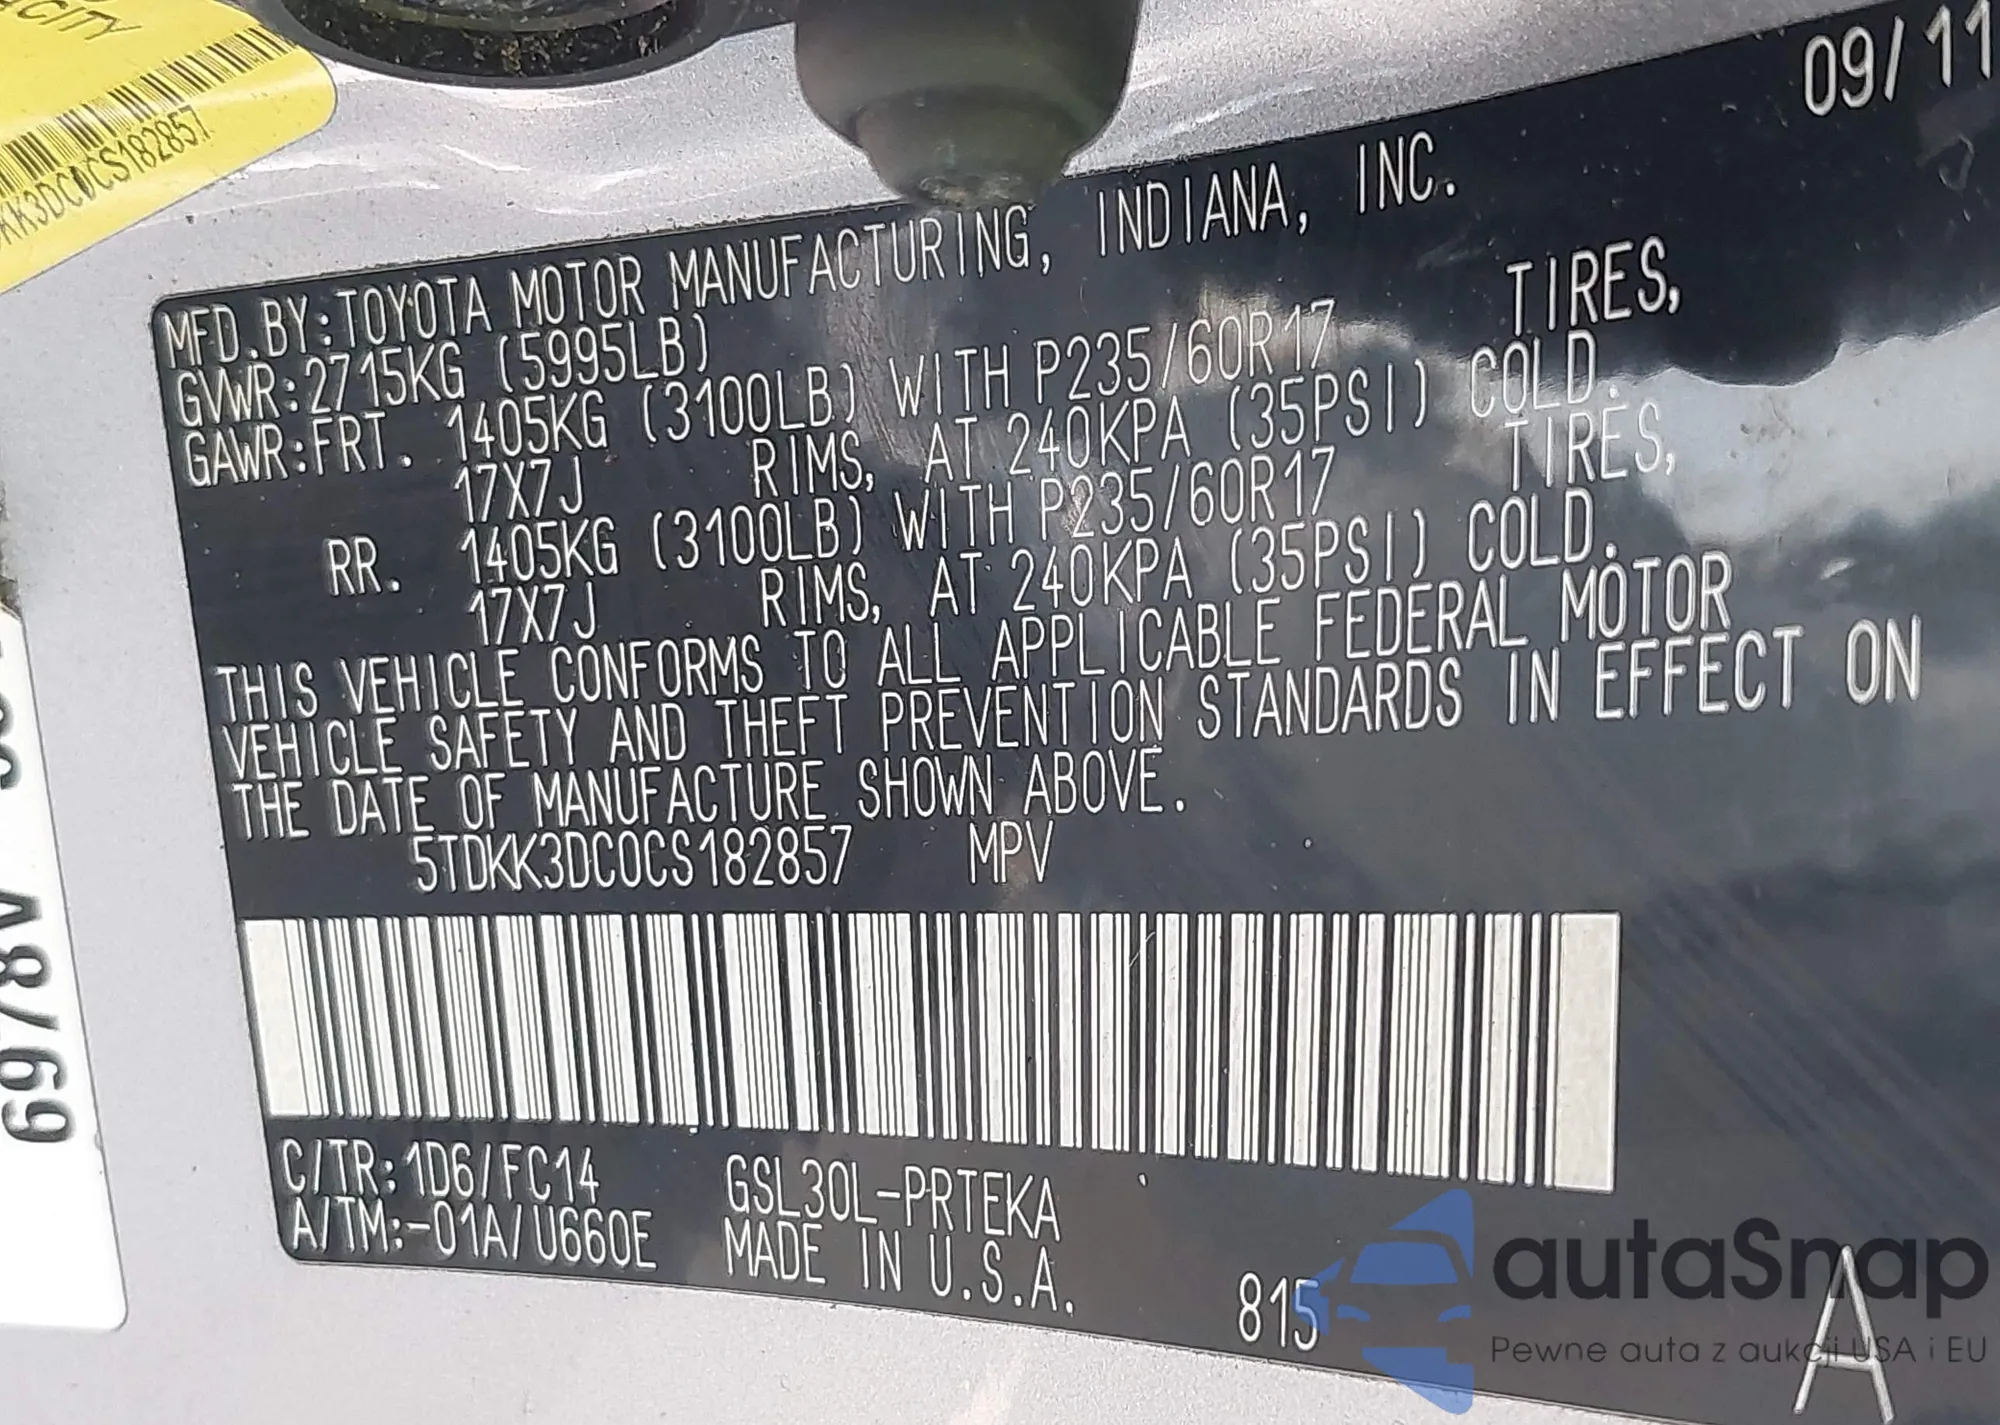 CITY
KK3DC0CS182857
09/11
MFD.BY:TOYOTA MOTOR MANUFACTURING, INDIANA, INC.
GVWR:2715KG (5995LB)
GAWR:FRT. 1405KG (3100LB) WITH P235/60R17 TIRES,
17X7J RIMS, AT 240KPA (35PSI) COLD.
RR. 1405KG (3100LB) WITH P235/60R17 TIRES,
17X7J RIMS, AT 240KPA (35PSI) COLD.
THIS VEHICLE CONFORMS TO ALL APPLICABLE FEDERAL MOTOR
VEHICLE SAFETY AND THEFT PREVENTION STANDARDS IN EFFECT ON
THE DATE OF MANUFACTURE SHOWN ABOVE.
5TDKK3DC0CS182857 MPV
C/TR:1D6/FC14 GSL30L-PRTEKA
A/TM:-01A/U660E MADE IN U.S.A.
815
A
6978V
autaSnap
Pewne auta z aukcji USA i EU